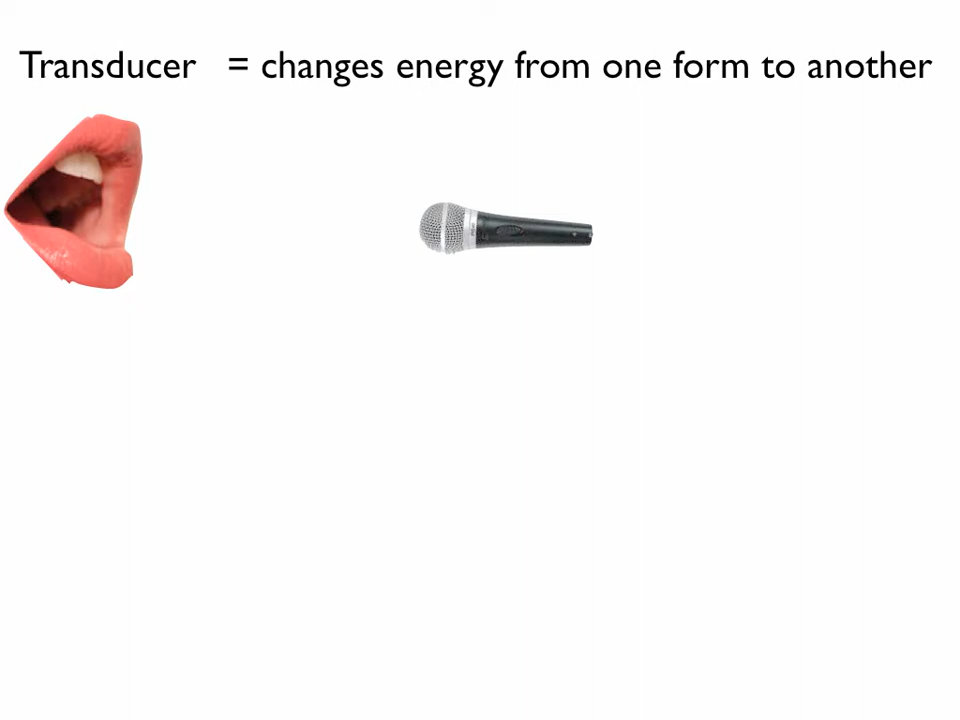 Transducer = changes energy from one form to another